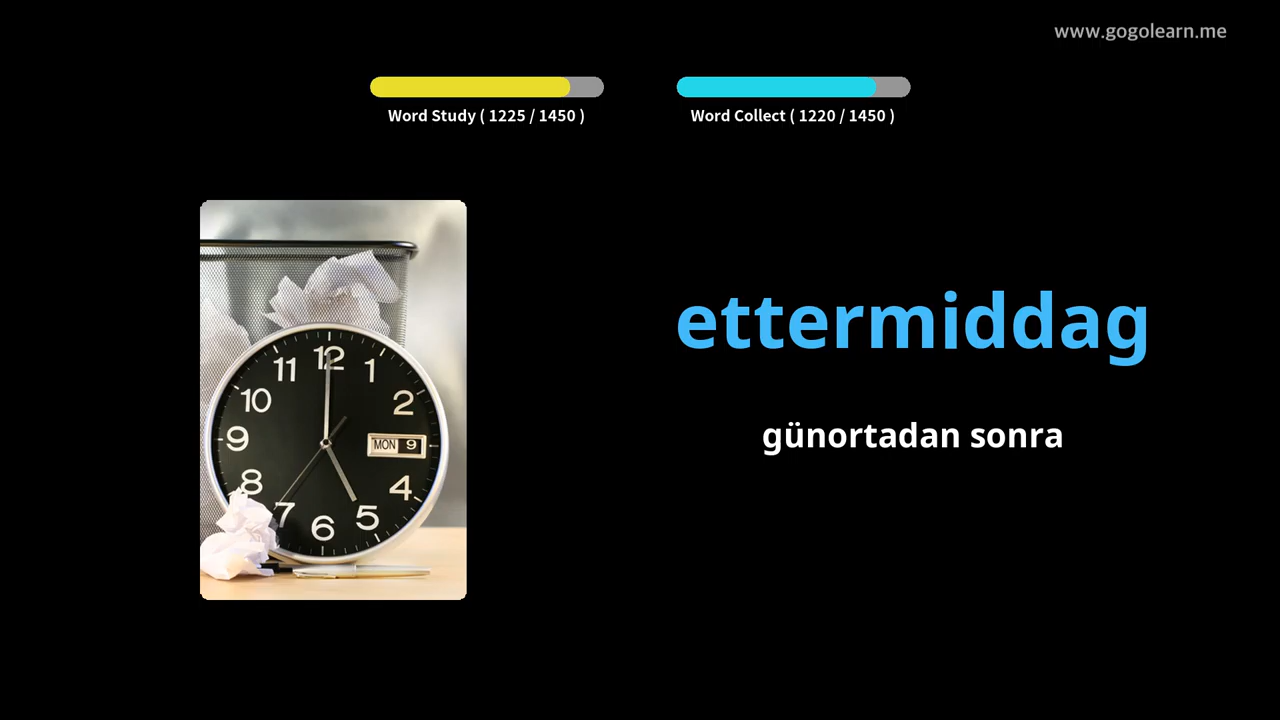 www.gogolearn.me
Word Study ( 1225 / 1450 )
Word Collect ( 1220 / 1450 )
ettermiddag
günortadan sonra
12
11
1
10
2
9
MON 9
8
4
7
5
6